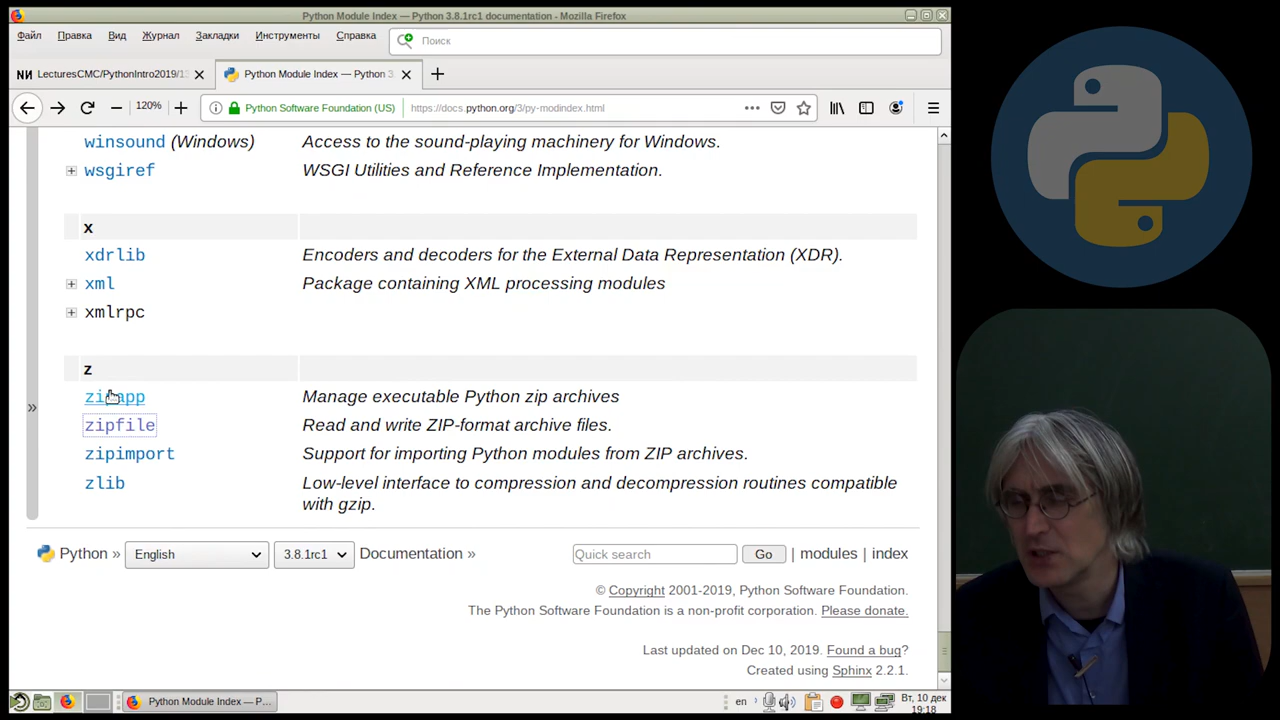 Python Module Index — Python 3.8.1rc1 documentation - Mozilla Firefox
Файл Правка Вид Журнал Закладки Инструменты Справка Поиск
LecturesCMC/PythonIntro2019/ Python Module Index — Python 3
120% Python Software Foundation (US) https://docs.python.org/3/py-modindex.html
winsound (Windows) Access to the sound-playing machinery for Windows.
wsgiref WSGI Utilities and Reference Implementation.
x
xdrlib Encoders and decoders for the External Data Representation (XDR).
xml Package containing XML processing modules
xmlrpc
z
zipapp Manage executable Python zip archives
zipfile Read and write ZIP-format archive files.
zipimport Support for importing Python modules from ZIP archives.
zlib Low-level interface to compression and decompression routines compatible
with gzip.
»
Python » English 3.8.1rc1 Documentation » Quick search Go | modules | index
© Copyright 2001-2019, Python Software Foundation.
The Python Software Foundation is a non-profit corporation. Please donate.
Last updated on Dec 10, 2019. Found a bug?
Created using Sphinx 2.2.1.
Python Module Index — P... en Вт, 10 дек
19:18